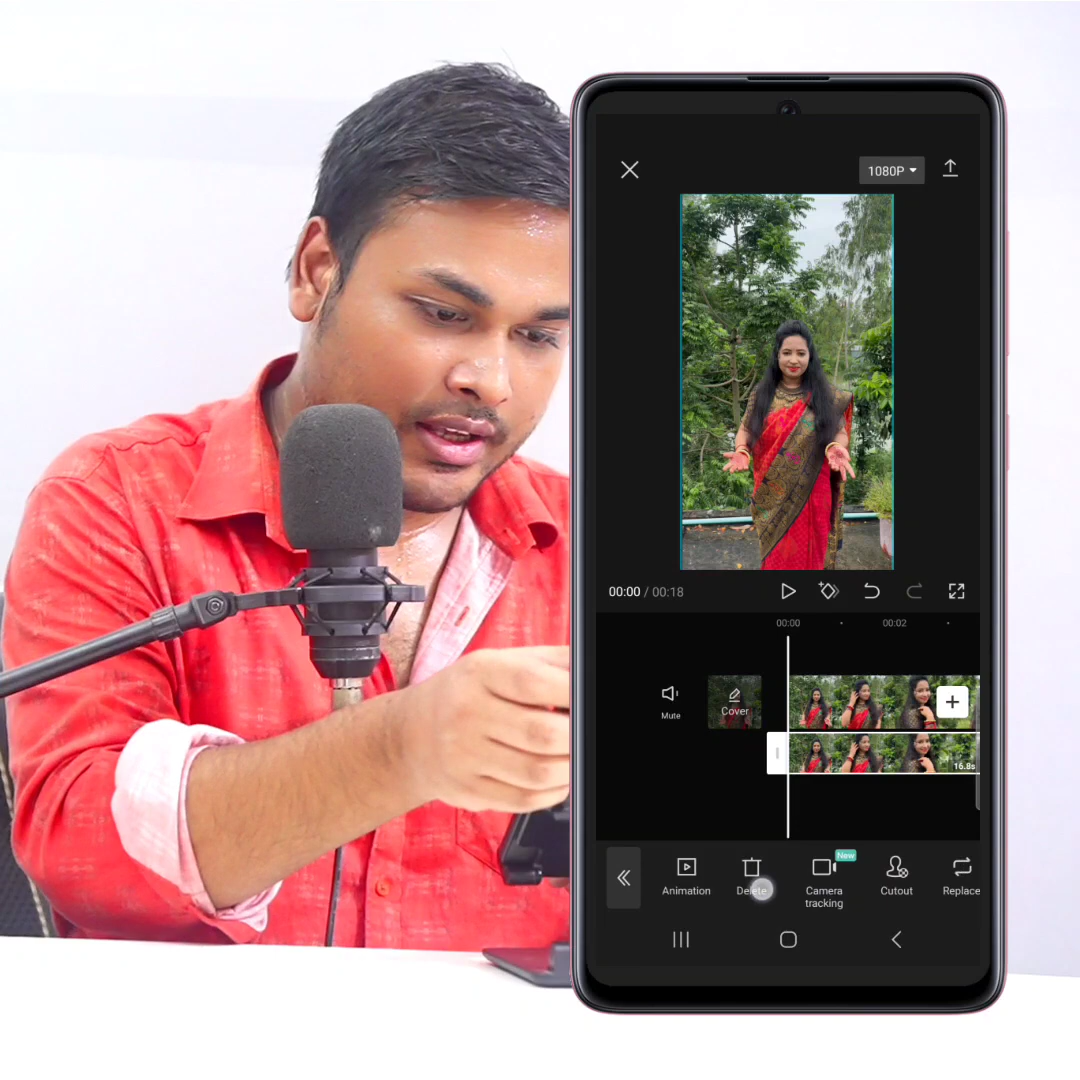 1080P
00:00 / 00:18
00:00
00:02
Mute
Cover
16.8s
New
Animation
Delete
Camera
tracking
Cutout
Replace